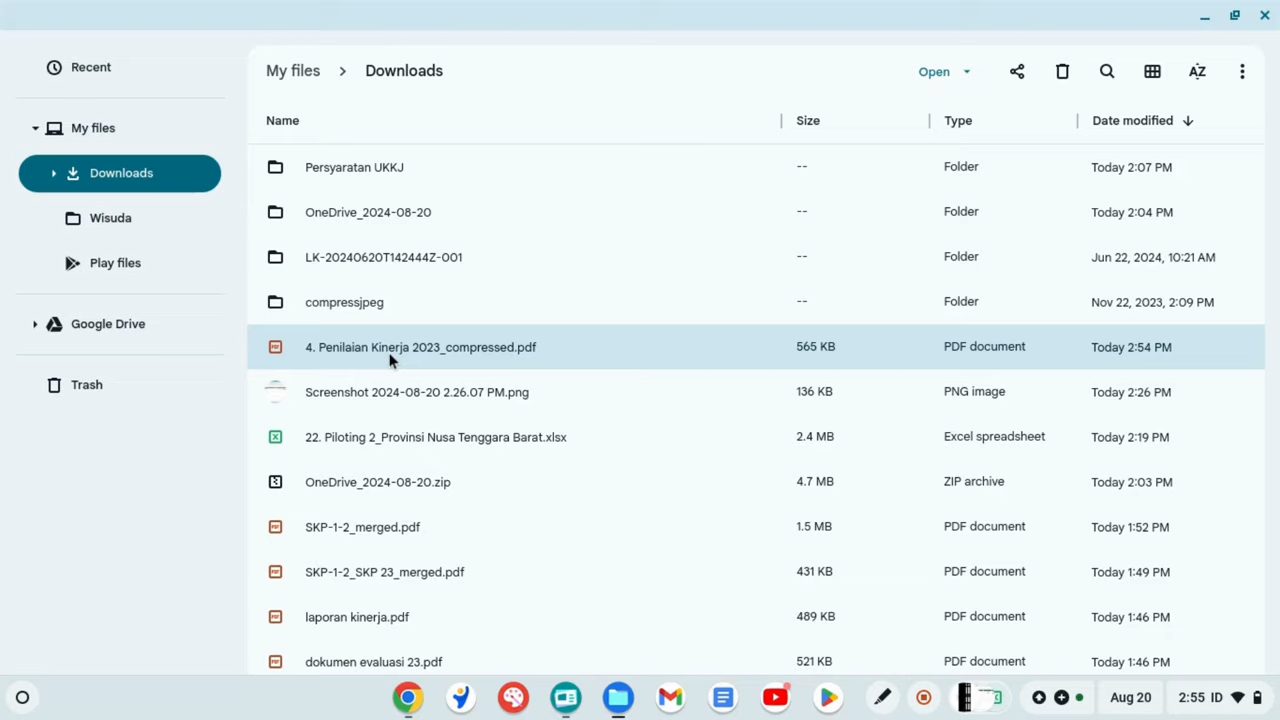 Recent
My files
Downloads
Wisuda
Play files
Google Drive
Trash
My files > Downloads
Open
AZ
Name Size Type Date modified
Persyaratan UKKJ -- Folder Today 2:07 PM
OneDrive_2024-08-20 -- Folder Today 2:04 PM
LK-20240620T142444Z-001 -- Folder Jun 22, 2024, 10:21 AM
compressjpeg -- Folder Nov 22, 2023, 2:09 PM
4. Penilaian Kinerja 2023_compressed.pdf 565 KB PDF document Today 2:54 PM
Screenshot 2024-08-20 2.26.07 PM.png 136 KB PNG image Today 2:26 PM
22. Piloting 2_Provinsi Nusa Tenggara Barat.xlsx 2.4 MB Excel spreadsheet Today 2:19 PM
OneDrive_2024-08-20.zip 4.7 MB ZIP archive Today 2:03 PM
SKP-1-2_merged.pdf 1.5 MB PDF document Today 1:52 PM
SKP-1-2_SKP 23_merged.pdf 431 KB PDF document Today 1:49 PM
laporan kinerja.pdf 489 KB PDF document Today 1:46 PM
dokumen evaluasi 23.pdf 521 KB PDF document Today 1:46 PM
Aug 20 2:55 ID